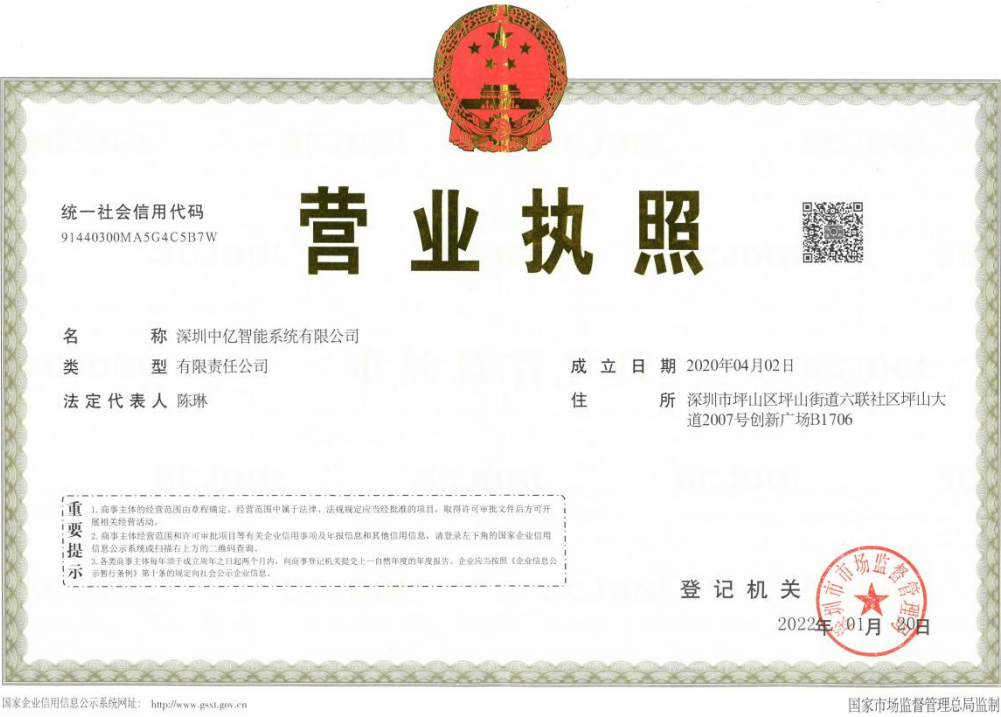 营业执照
统一社会信用代码
91440300MA5G4C5B7W
名称 深圳中亿智能系统有限公司
类型 有限责任公司
法定代表人 陈琳
成立日期 2020年04月02日
住所 深圳市坪山区坪山街道六联社区坪山大
道2007号创新广场B1706
重要提示
1.商事主体的经营范围由章程确定。经营范围中属于法律、法规规定应当经批准的项目，取得许可审批文件后方可开
展相关经营活动。
2.商事主体经营范围和许可审批项目等有关企业信用事项及年报信息和其他信用信息，请登录左下角的国家企业信用
信息公示系统或扫描右上方的二维码查询。
3.各类商事主体每年须于成立周年之日起两个月内，向商事登记机关提交上一自然年度的年度报告。企业应当按照《企业信息公
示暂行条例》第十条的规定向社会公示企业信息。
登记机关
深圳市市场监督管理局
2022年01月20日
国家企业信用信息公示系统网址： http://www.gsxt.gov.cn
国家市场监督管理总局监制